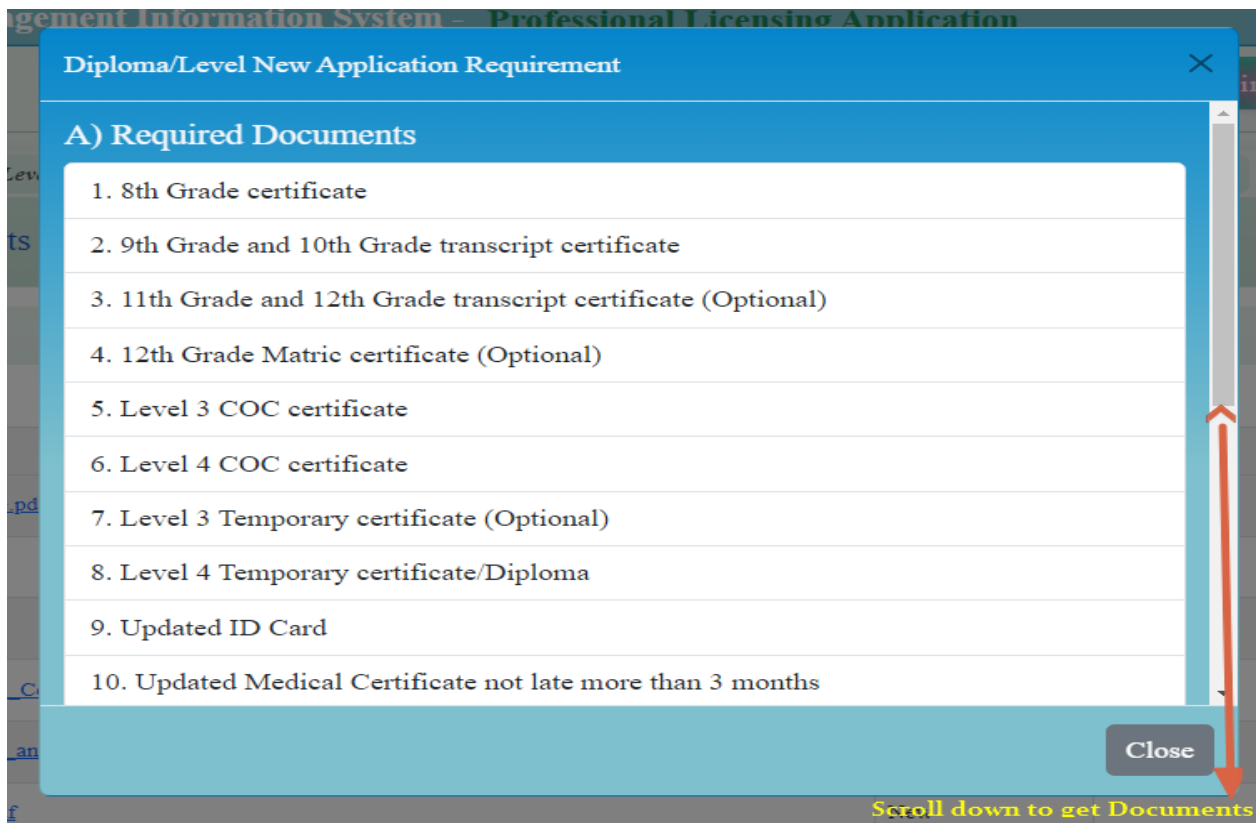 gement Information System - Professional Licensing Application
Diploma/Level New Application Requirement
A) Required Documents
1. 8th Grade certificate
2. 9th Grade and 10th Grade transcript certificate
ts
3. 11th Grade and 12th Grade transcript certificate (Optional)
4. 12th Grade Matric certificate (Optional)
5. Level 3 COC certificate
6. Level 4 COC certificate
.pd
7. Level 3 Temporary certificate (Optional)
8. Level 4 Temporary certificate/Diploma
9. Updated ID Card
10. Updated Medical Certificate not late more than 3 months
Close
_an
f
Scroll down to get Documents